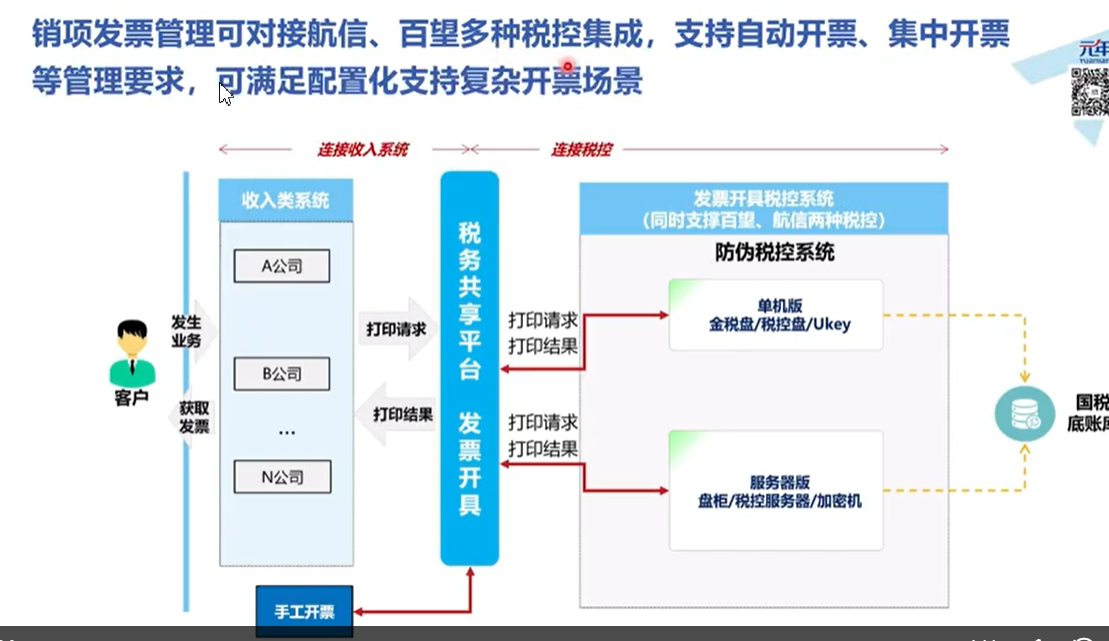 销项发票管理可对接航信、百望多种税控集成，支持自动开票、集中开票
等管理要求，可满足配置化支持复杂开票场景
元年
连接收入系统
连接税控
收入类系统
A公司
B公司
...
N公司
客户
发生
业务
获取
发票
打印请求
打印结果
税务共享平台 发票开具
手工开票
打印请求
打印结果
打印请求
打印结果
发票开具税控系统
（同时支撑百望、航信两种税控）
防伪税控系统
单机版
金税盘/税控盘/Ukey
服务器版
盘柜/税控服务器/加密机
国税
底账